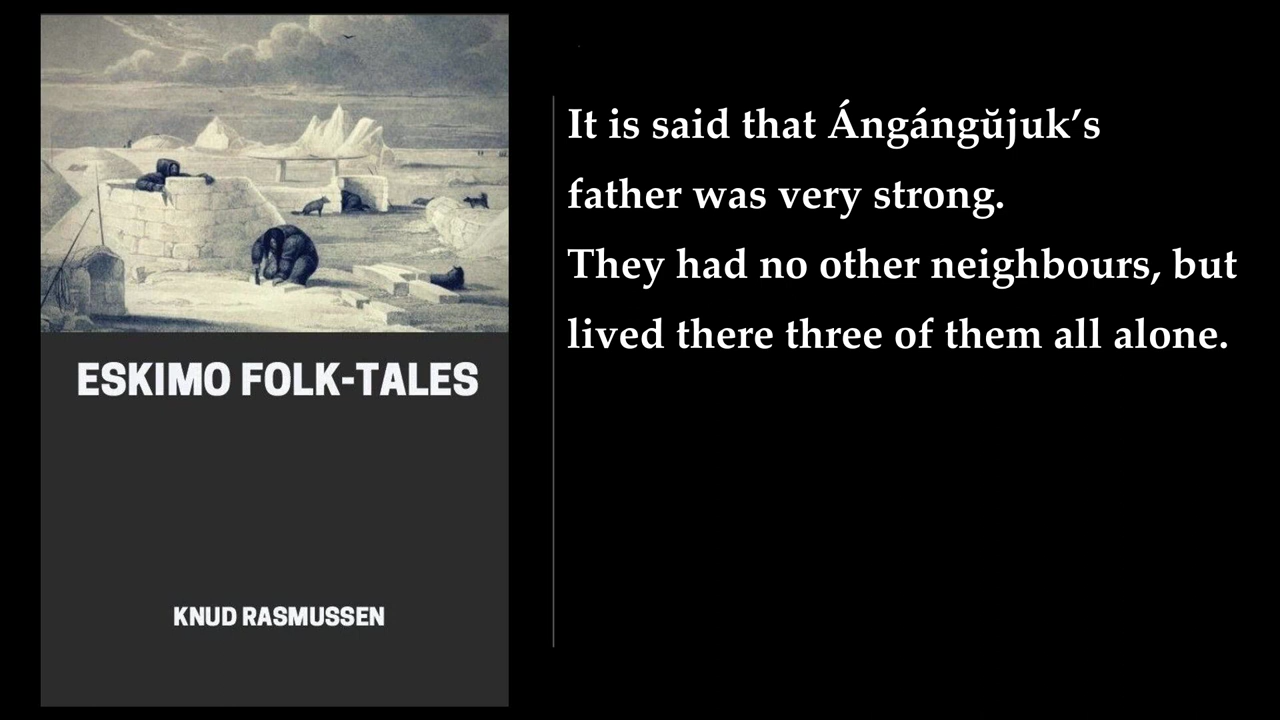 ESKIMO FOLK-TALES
KNUD RASMUSSEN
It is said that Ángángŭjuk’s
father was very strong.
They had no other neighbours, but
lived there three of them all alone.